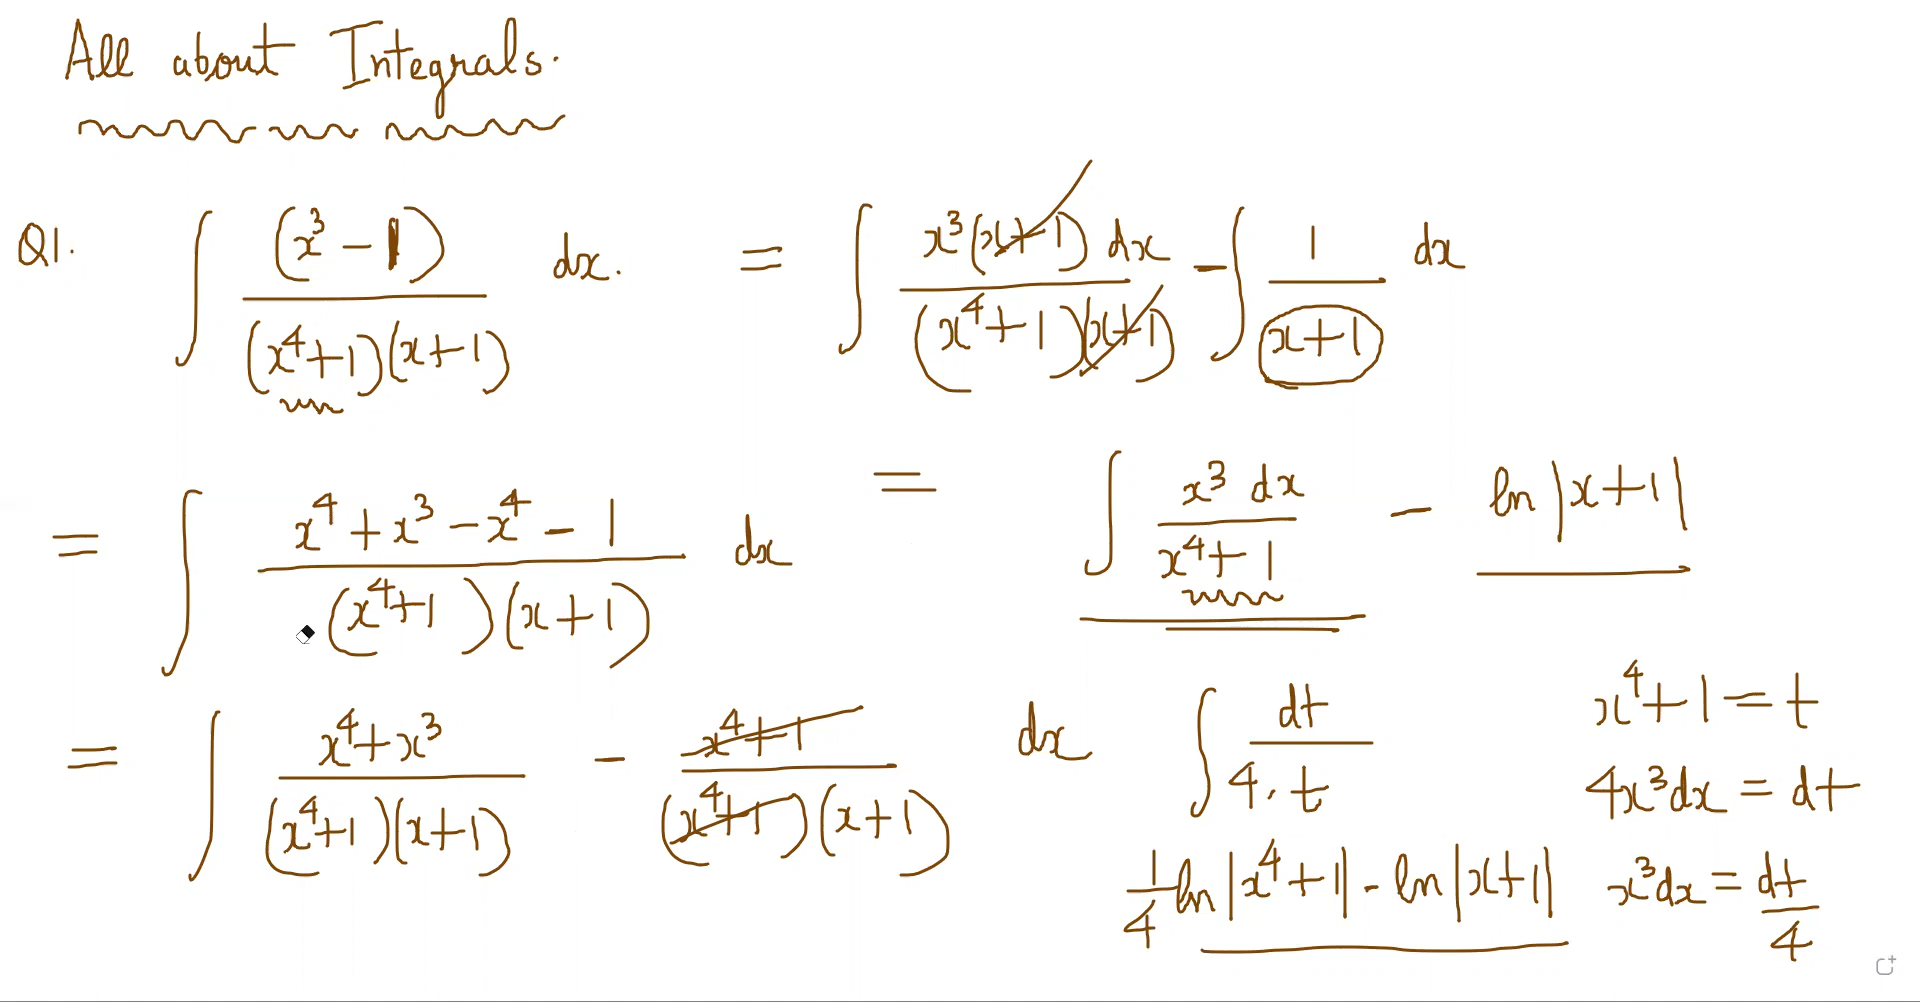 All about Integrals.
Q1. ∫ (x³ - 1) / (x⁴+1)(x+1) dx.
= ∫ x⁴ + x³ - x⁴ - 1 / (x⁴+1)(x+1) dx
= ∫ x⁴+x³ / (x⁴+1)(x+1) - x⁴+1 / (x⁴+1)(x+1) dx
= ∫ x³(x+1) dx / (x⁴+1)(x+1) - ∫ 1 / x+1 dx
= ∫ x³ dx / x⁴+1 - ln |x+1|
∫ dt / 4.t
x⁴+1 = t
4x³dx = dt
x³dx = dt / 4
1/4 ln |x⁴+1| - ln |x+1|